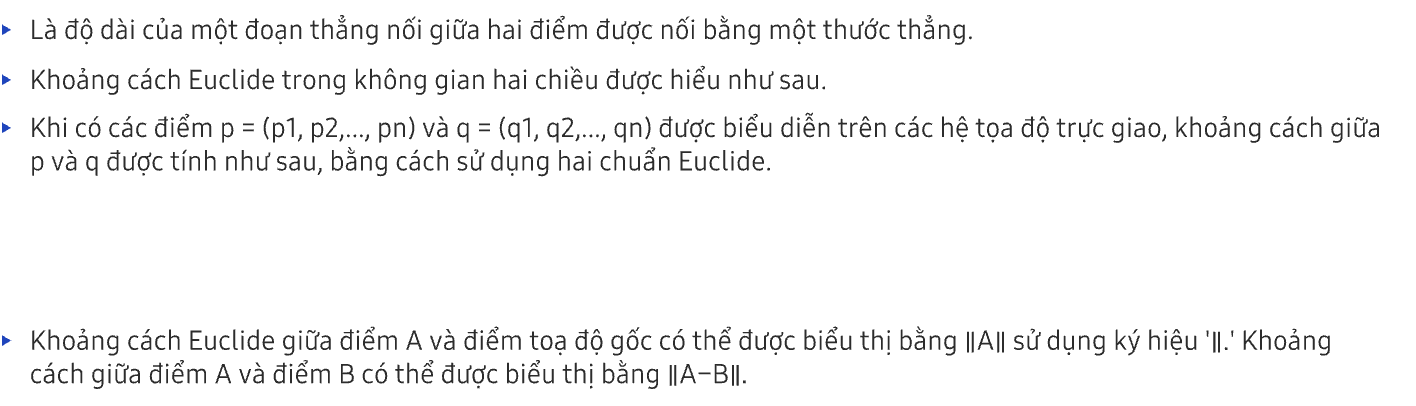 ▶ Là độ dài của một đoạn thẳng nối giữa hai điểm được nối bằng một thước thẳng.
▶ Khoảng cách Euclide trong không gian hai chiều được hiểu như sau.
▶ Khi có các điểm p = (p1, p2,..., pn) và q = (q1, q2,..., qn) được biểu diễn trên các hệ tọa độ trực giao, khoảng cách giữa
p và q được tính như sau, bằng cách sử dụng hai chuẩn Euclide.
▶ Khoảng cách Euclide giữa điểm A và điểm toạ độ gốc có thể được biểu thị bằng ‖A‖ sử dụng ký hiệu '‖.' Khoảng
cách giữa điểm A và điểm B có thể được biểu thị bằng ‖A−B‖.